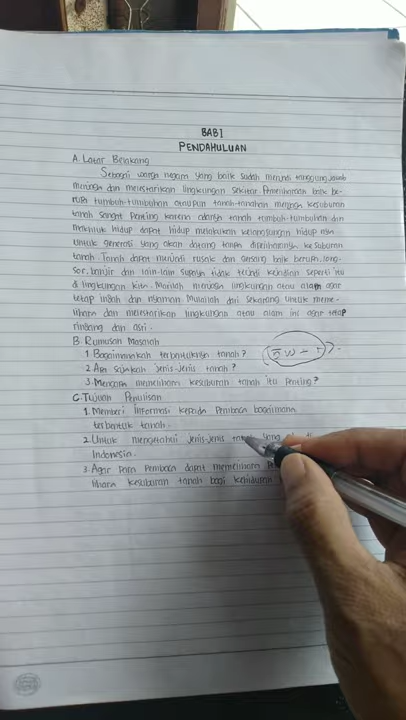 BAB I
PENDAHULUAN
A. Latar Belakang
Sebagai warga negara yang baik sudah menjadi tanggung jawab
menjaga dan melestarikan lingkungan sekitar. Pemeliharaan baik be-
rupa tumbuh-tumbuhan ataupun tanah-tanahan menjaga kesuburan
tanah sangat Penting karena adanya tanah tumbuh-tumbuhan dan
makhluk hidup dapat hidup melakukan kelangsungan hidup nya
untuk generasi yang akan datang tanpa dipeliharanya kesuburan
tanah. Tanah dapat menjadi rusak dan gersang baik berupa, long-
sor, banjir dan lain-lain supaya tidak terjadi kejadian seperti itu
di lingkungan kita. Marilah menjaga lingkungan atau alam agar
tetap indah dan nyaman. Mulailah dari sekarang untuk meme-
lihara dan melestarikan lingkungan atau alam ini agar tetap
rindang dan asri.
B. Rumusan Masalah
1. Bagaimanakah terbentuknya tanah?
2. Apa sajakah jenis-jenis tanah?
3. Mengapa memelihara kesuburan tanah itu Penting?
C. Tujuan Penulisan
1. Memberi Informasi kepada Pembaca bagaimana
terbentuk tanah.
2. Untuk mengetahui jenis-jenis yang
Indonesia.
3. Agar Para Pembaca dapat memelihara
lihara kesuburan tanah bagi kehidupan